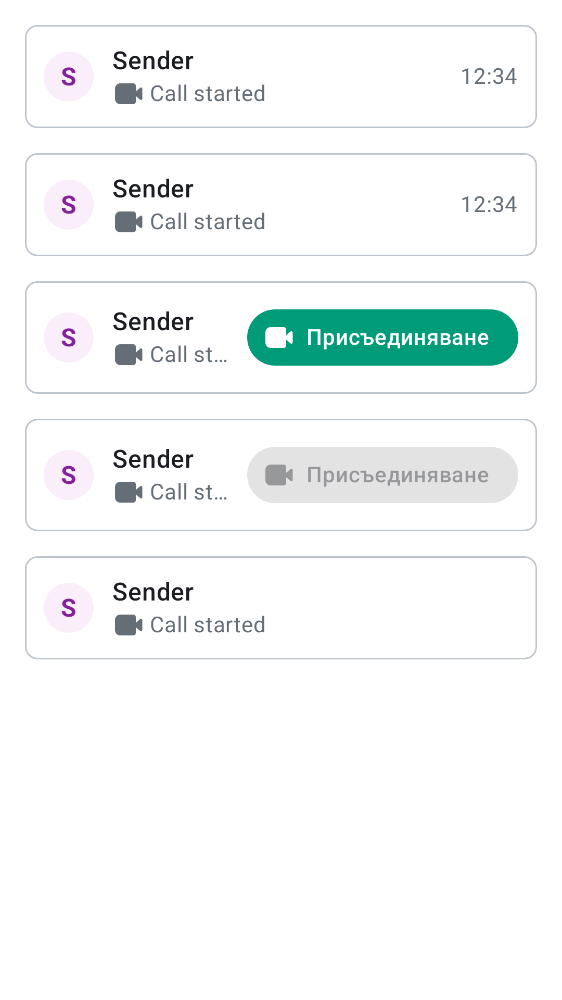 S
Sender
Call started
12:34
S
Sender
Call started
12:34
S
Sender
Call st...
Присъединяване
S
Sender
Call st...
Присъединяване
S
Sender
Call started